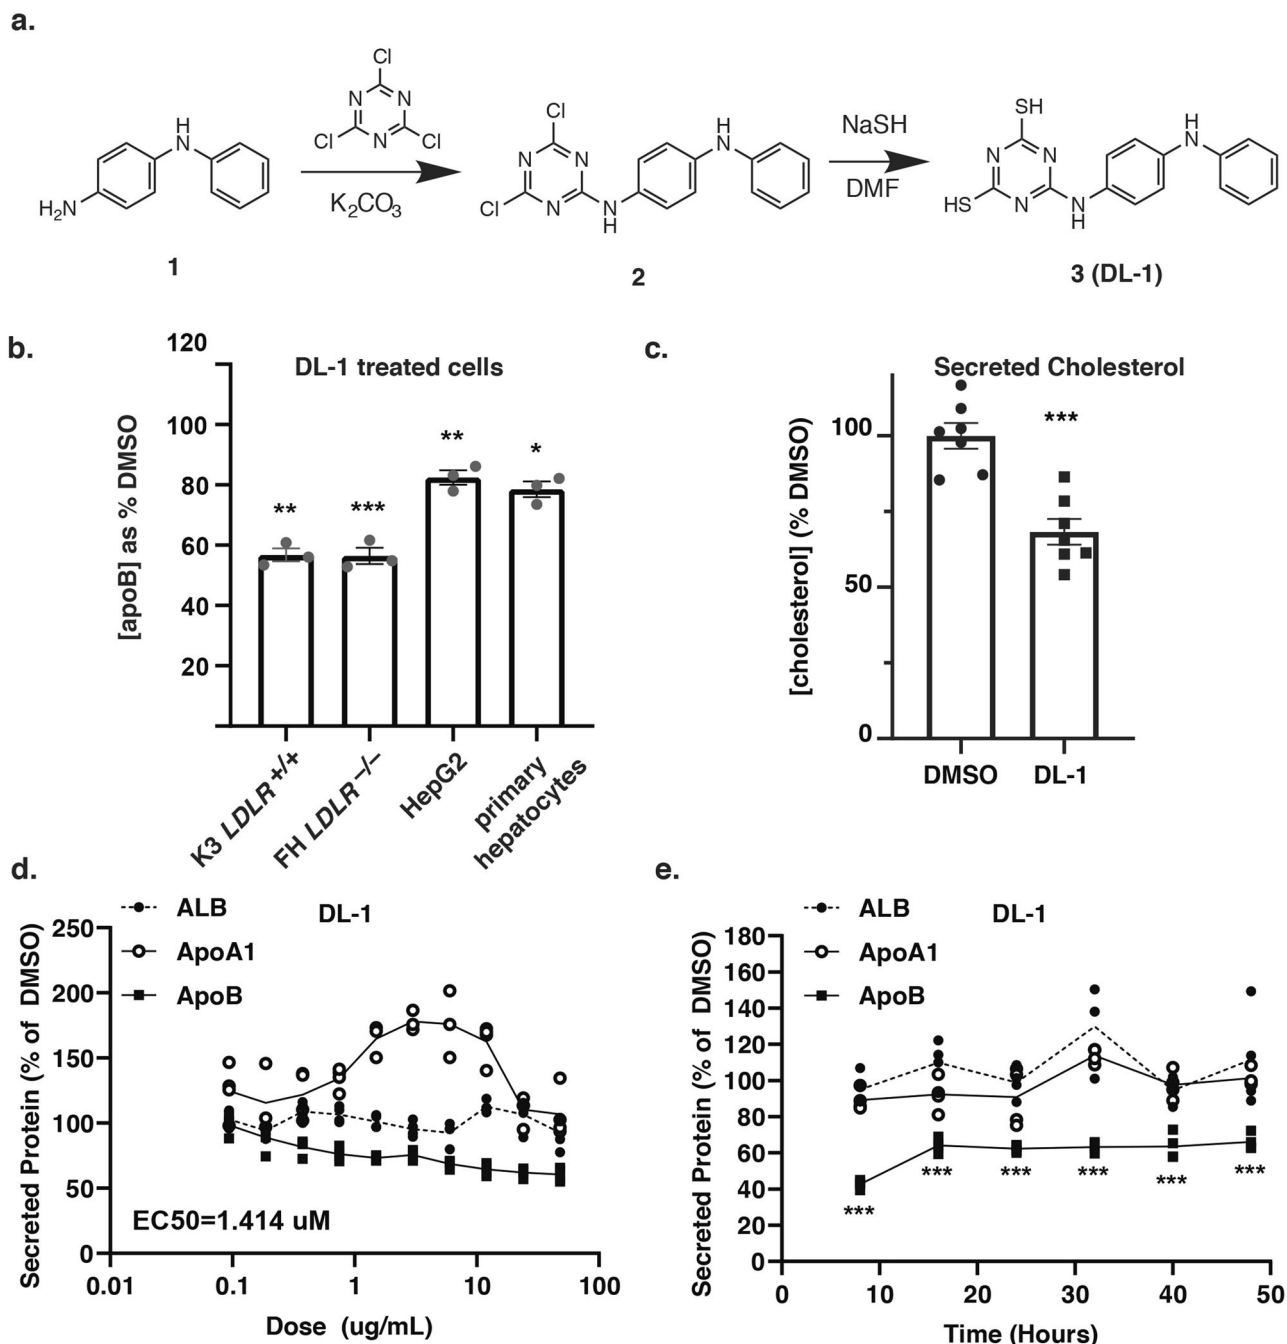 a.
Cl
N N
Cl N Cl
K2CO3
H
N
H2N
1
Cl
N N
Cl N N
H
H
N
2
NaSH
DMF
SH
N N
HS N N
H
H
N
3 (DL-1)
b.
DL-1 treated cells
[apoB] as % DMSO
120
100
80
60
40
20
**
***
**
*
K3 LDLR +/+
FH LDLR –/–
HepG2
primary
hepatocytes
c.
Secreted Cholesterol
[cholesterol] (% DMSO)
100
50
0
***
DMSO
DL-1
d.
ALB
ApoA1
ApoB
DL-1
Secreted Protein (% of DMSO)
250
200
150
100
50
0
EC50=1.414 uM
0.01 0.1 1 10 100
Dose (ug/mL)
e.
ALB
ApoA1
ApoB
DL-1
Secreted Protein (% of DMSO)
180
160
140
120
100
80
60
40
20
0
***
***
***
***
***
***
0 10 20 30 40 50
Time (Hours)